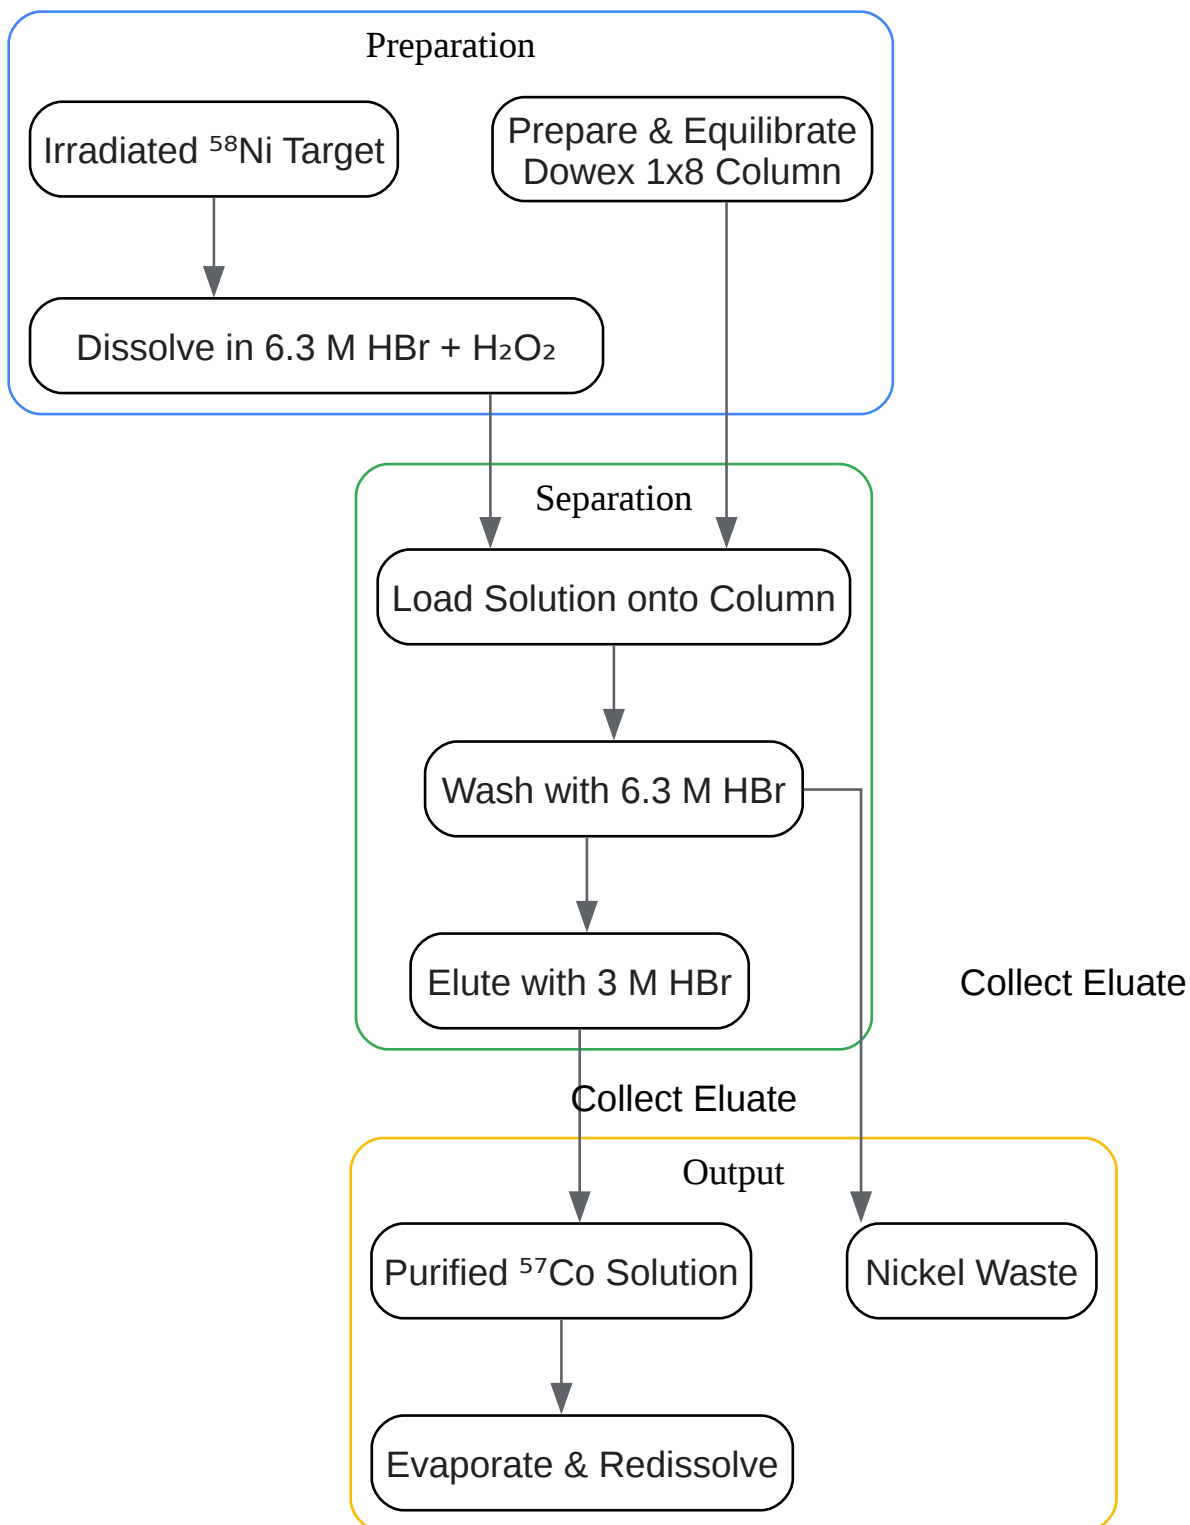 Preparation
Irradiated ⁵⁸Ni Target
Prepare & Equilibrate
Dowex 1x8 Column
Dissolve in 6.3 M HBr + H₂O₂
Separation
Load Solution onto Column
Wash with 6.3 M HBr
Elute with 3 M HBr
Collect Eluate
Collect Eluate
Output
Purified ⁵⁷Co Solution
Nickel Waste
Evaporate & Redissolve